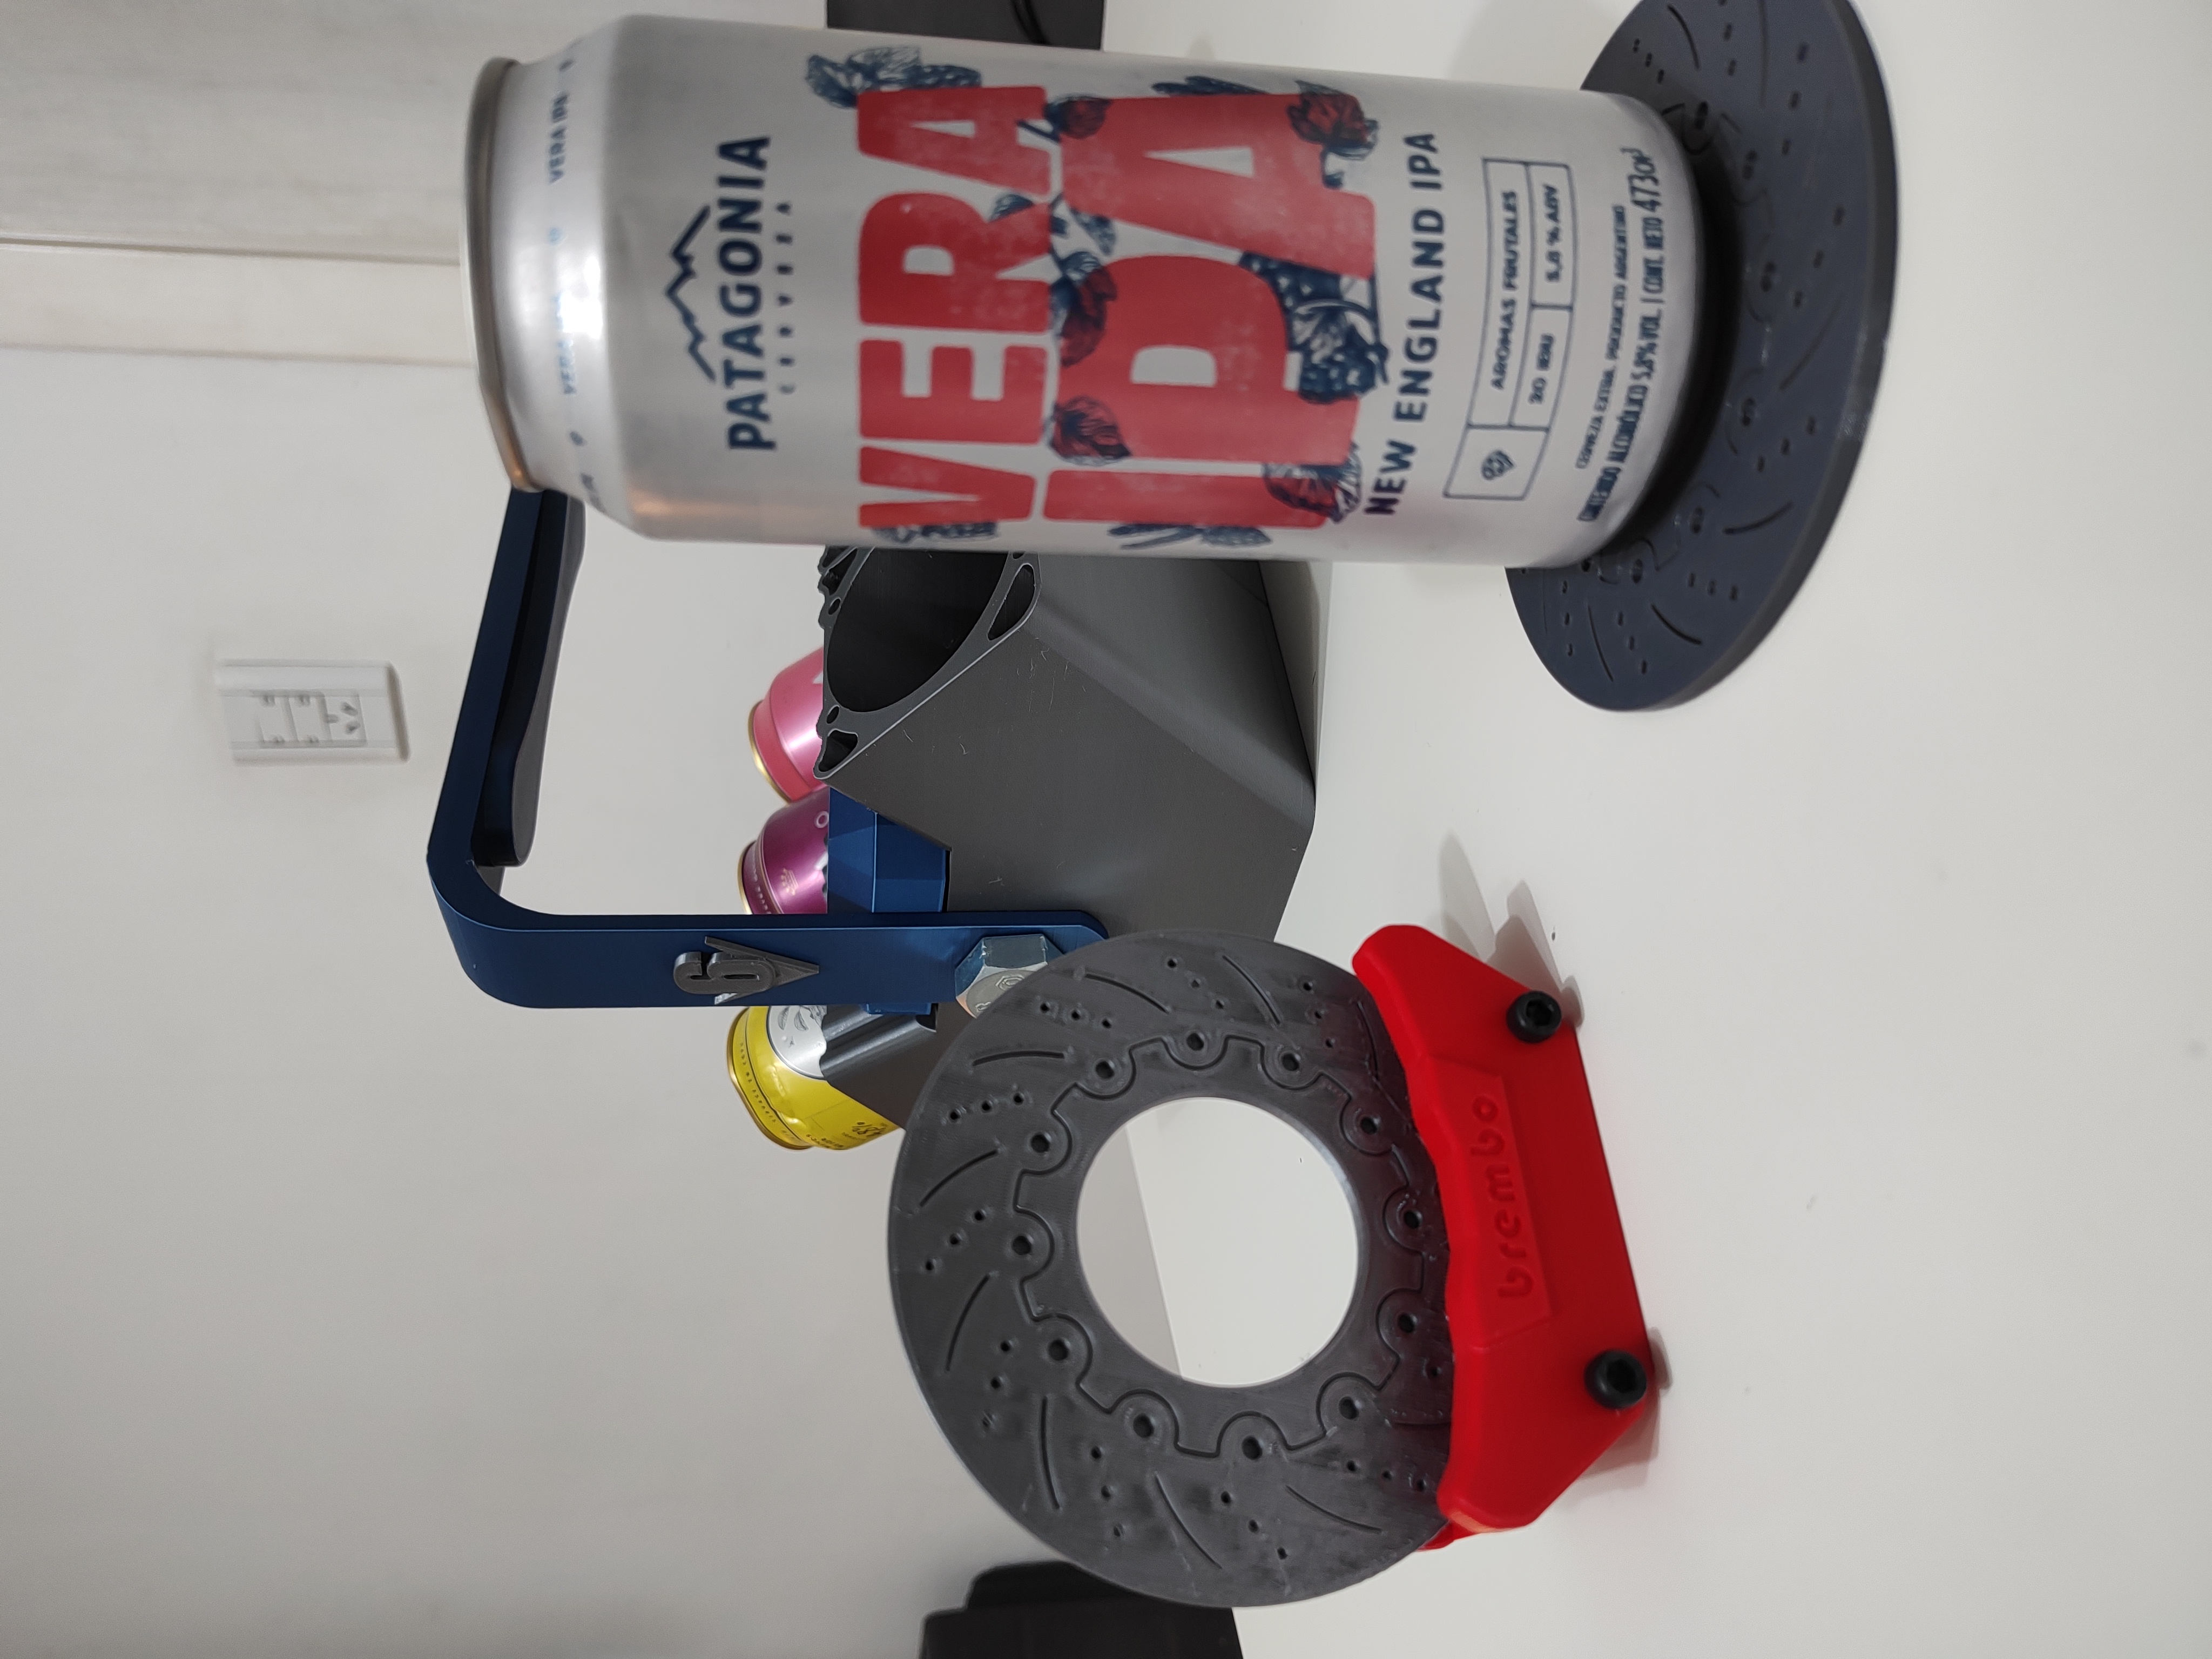 VERA IPA
VERA IPA
PATAGONIA
CERVEZA
VERA
IPA
NEW ENGLAND IPA
AROMAS FRUTALES
20 IBU
5,8 % ABV
CERVEZA EXTRA. PRODUCTO ARGENTINO
CONTENIDO ALCOHÓLICO 5,8% VOL. | CONT. NETO 473cm³
6
brembo